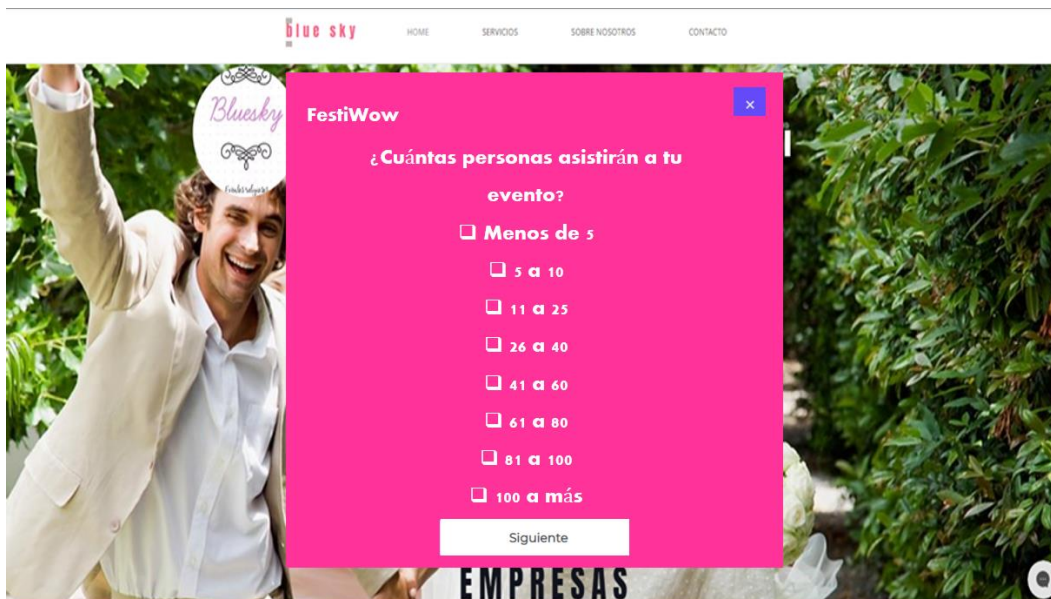 blue sky
HOME
SERVICIOS
SOBRE NOSOTROS
CONTACTO
Bluesky
FestiWow
×
¿Cuántas personas asistirán a tu
evento?
❑ Menos de 5
❑ 5 a 10
❑ 11 a 25
❑ 26 a 40
❑ 41 a 60
❑ 61 a 80
❑ 81 a 100
❑ 100 a más
Siguiente
EMPRESAS